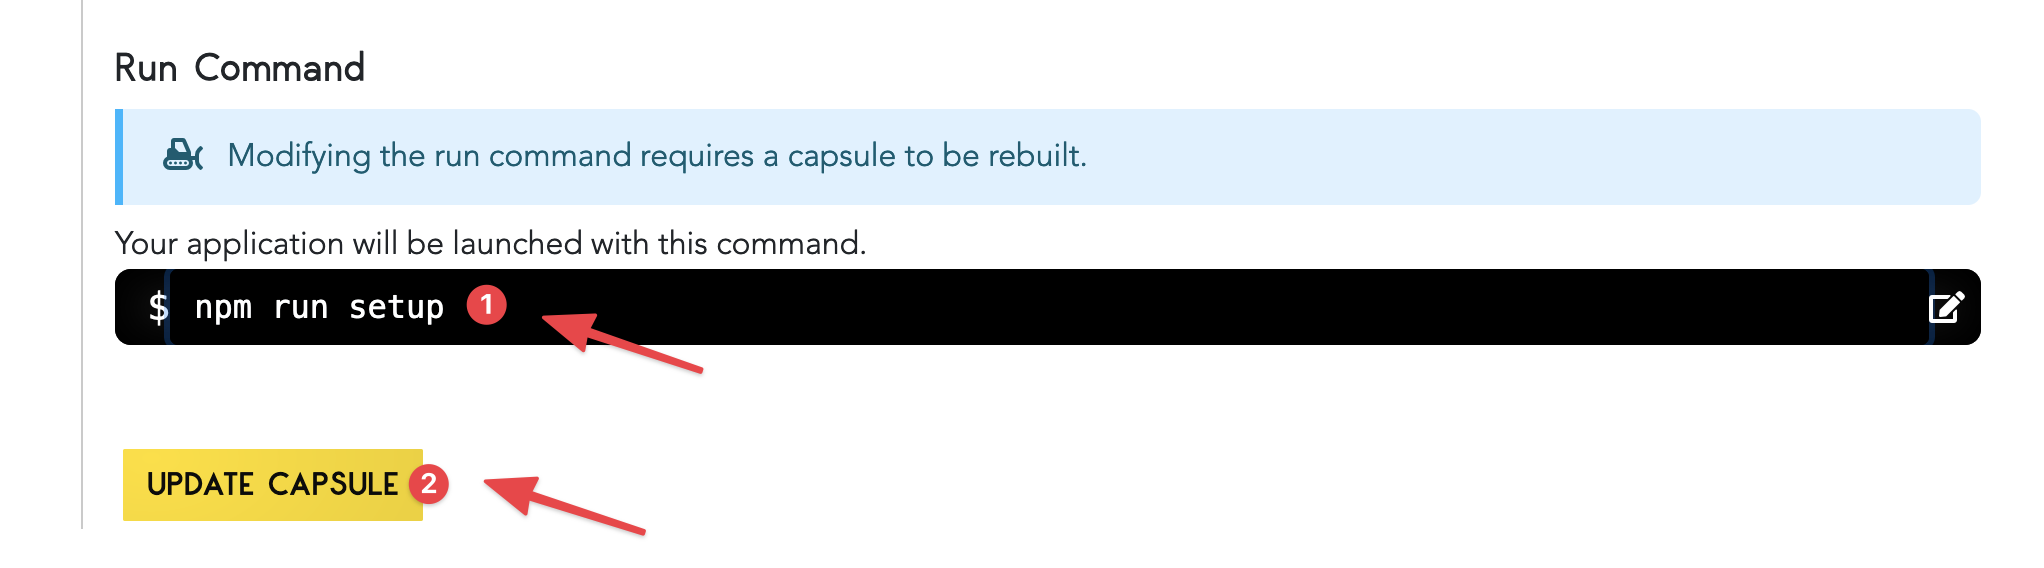 Run Command
Modifying the run command requires a capsule to be rebuilt.
Your application will be launched with this command.
$ npm run setup 1
UPDATE CAPSULE 2